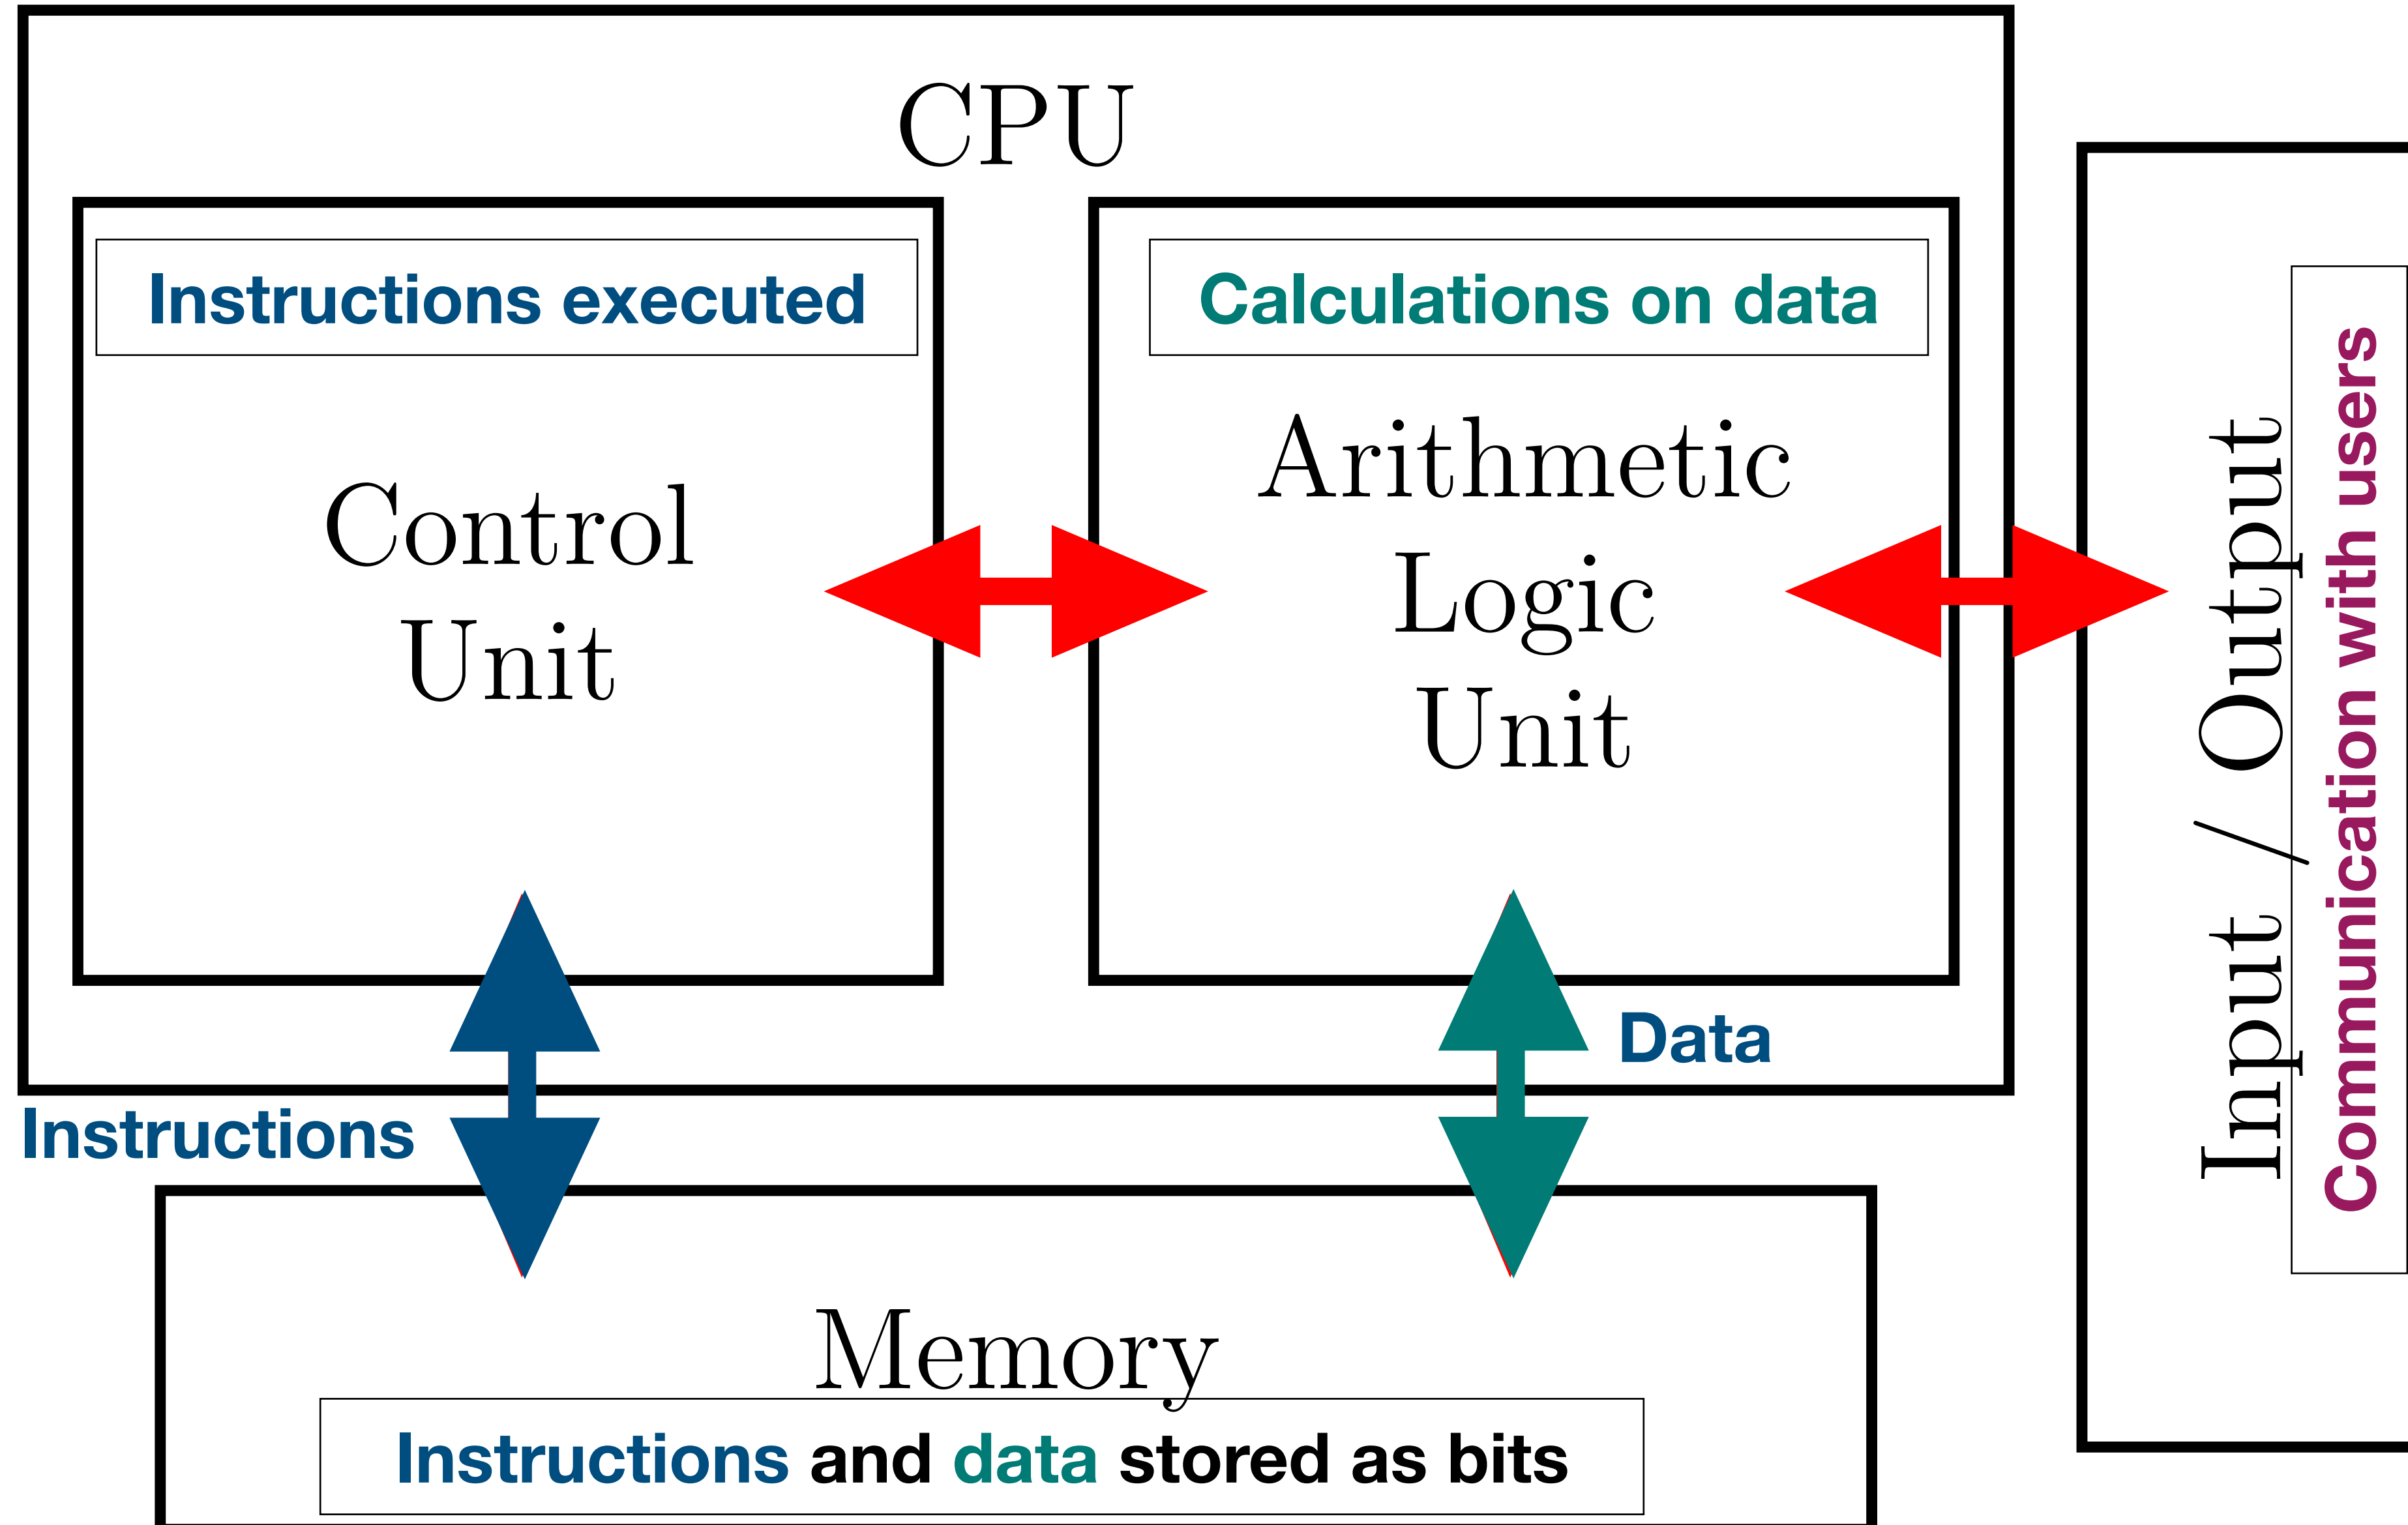 CPU
Instructions executed
Calculations on data
Control
Unit
Arithmetic
Logic
Unit
Input / Output
Communication with users
Data
Instructions
Memory
Instructions and data stored as bits